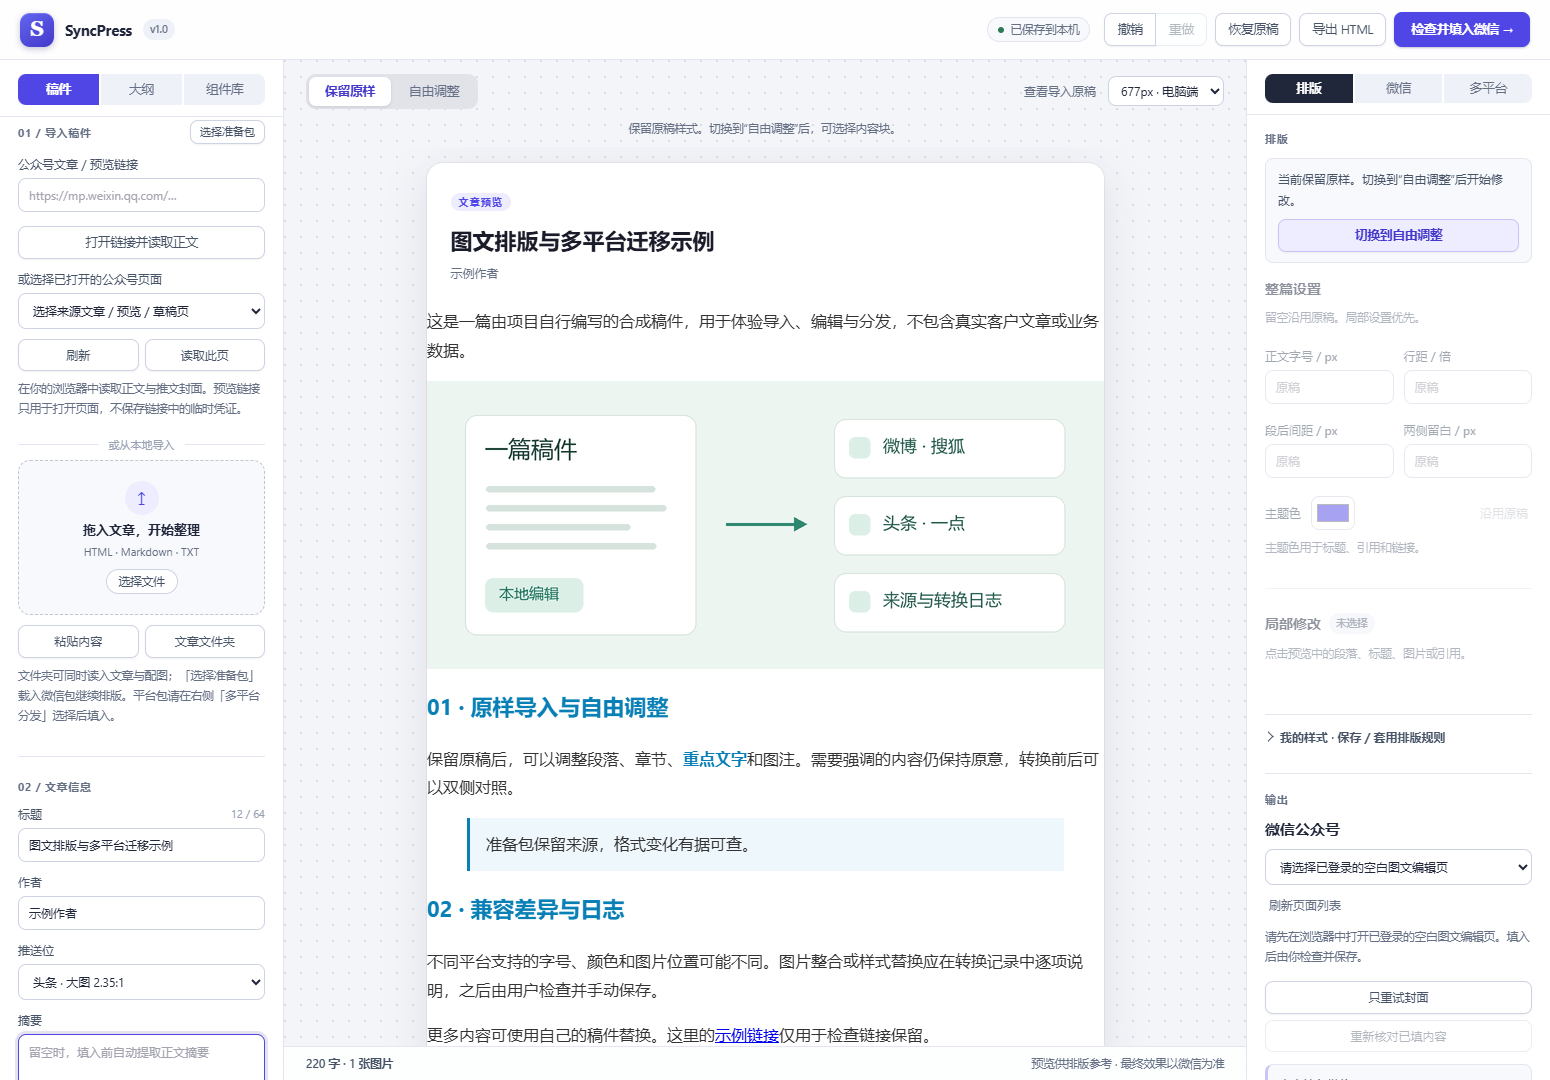 S SyncPress v1.0
已保存到本机
撤销 重做
恢复原稿
导出 HTML
检查并填入微信 →
稿件 大纲 组件库
01 / 导入稿件
选择准备包
公众号文章 / 预览链接
https://mp.weixin.qq.com/...
打开链接并读取正文
或选择已打开的公众号页面
选择来源文章 / 预览 / 草稿页
刷新 读取此页
在你的浏览器中读取正文与推文封面。预览链接
只用于打开页面，不保存链接中的临时凭证。
或从本地导入
拖入文章，开始整理
HTML · Markdown · TXT
选择文件
粘贴内容 文章文件夹
文件夹可同时读入文章与配图；「选择准备包」
载入微信包继续排版。平台包请在右侧「多平台
分发」选择后填入。
02 / 文章信息
标题 12 / 64
图文排版与多平台迁移示例
作者
示例作者
推送位
头条 · 大图 2.35:1
摘要
留空时，填入前自动提取正文摘要
保留原样 自由调整
查看导入原稿
677px · 电脑端
保留原稿样式。切换到“自由调整”后，可选择内容块。
文章预览
图文排版与多平台迁移示例
示例作者
这是一篇由项目自行编写的合成稿件，用于体验导入、编辑与分发，不包含真实客户文章或业务
数据。
一篇稿件
本地编辑
微博 · 搜狐
头条 · 一点
来源与转换日志
01 · 原样导入与自由调整
保留原稿后，可以调整段落、章节、重点文字和图注。需要强调的内容仍保持原意，转换前后可
以双侧对照。
准备包保留来源，格式变化有据可查。
02 · 兼容差异与日志
不同平台支持的字号、颜色和图片位置可能不同。图片整合或样式替换应在转换记录中逐项说
明，之后由用户检查并手动保存。
更多内容可使用自己的稿件替换。这里的示例链接仅用于检查链接保留。
220 字 · 1 张图片
预览供排版参考 · 最终效果以微信为准
排版 微信 多平台
排版
当前保留原样。切换到“自由调整”后开始修
改。
切换到自由调整
整篇设置
留空沿用原稿。局部设置优先。
正文字号 / px 行距 / 倍
原稿 原稿
段后间距 / px 两侧留白 / px
原稿 原稿
主题色 沿用原稿
主题色用于标题、引用和链接。
局部修改 未选择
点击预览中的段落、标题、图片或引用。
我的样式 · 保存 / 套用排版规则
输出
微信公众号
请选择已登录的空白图文编辑页
刷新页面列表
请先在浏览器中打开已登录的空白图文编辑页。填入
后由你检查并保存。
只重试封面
重新核对已填内容